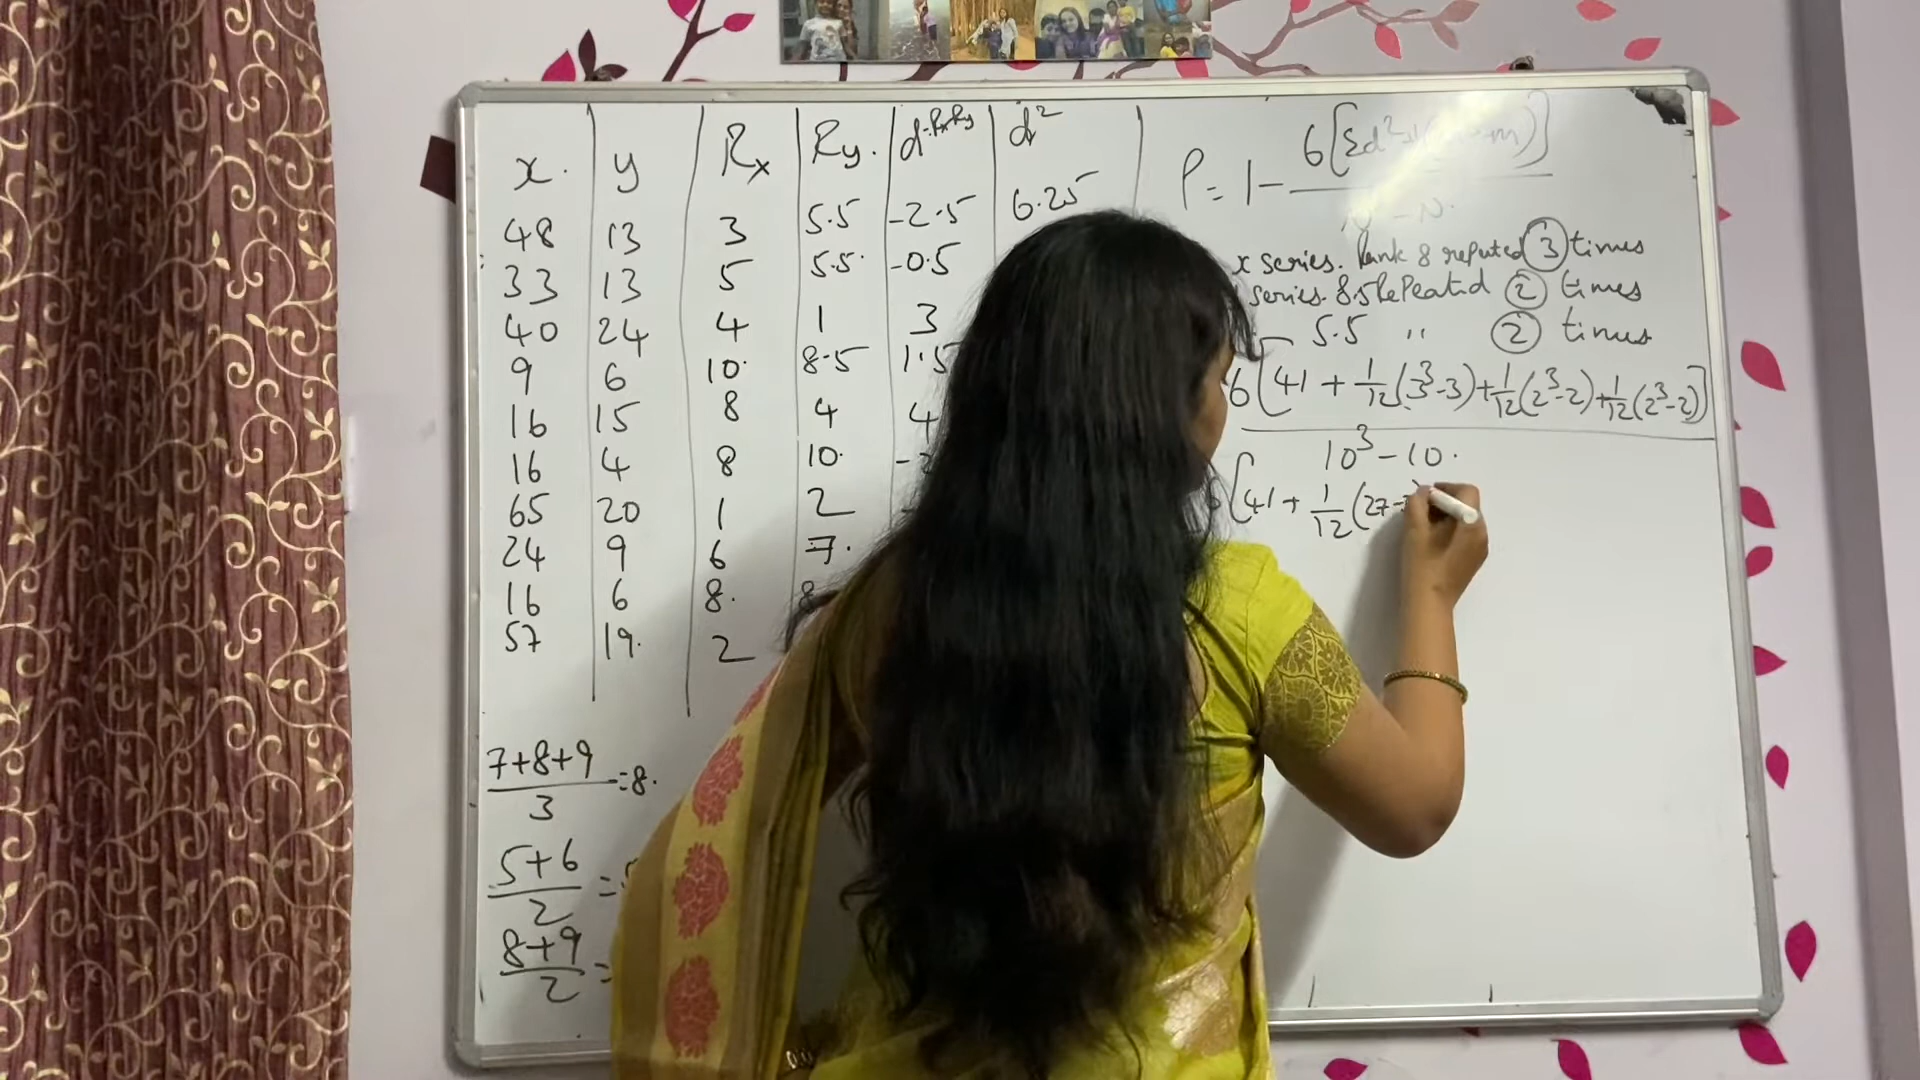 x. y Rx Ry. d=Rx-Ry d²
48 13 3 5.5 -2.5 6.25
33 13 5 5.5. -0.5
40 24 4 1 3
9 6 10. 8.5 1.5
16 15 8 4 4
16 4 8 10.
65 20 1 2
24 9 6 7.
16 6 8. 8
57 19. 2
7+8+9/3 =8.
5+6/2 =
8+9/2 =
P = 1 - 6[Σd²
x series. Rank 8 reputed 3 times
series. 8.5 RePeatid 2 times
5.5 ,, 2 times
6[41 + 1/12(3³-3)+1/12(2³-2)+1/12(2³-2)]
10³-10.
[41+ 1/12(27-